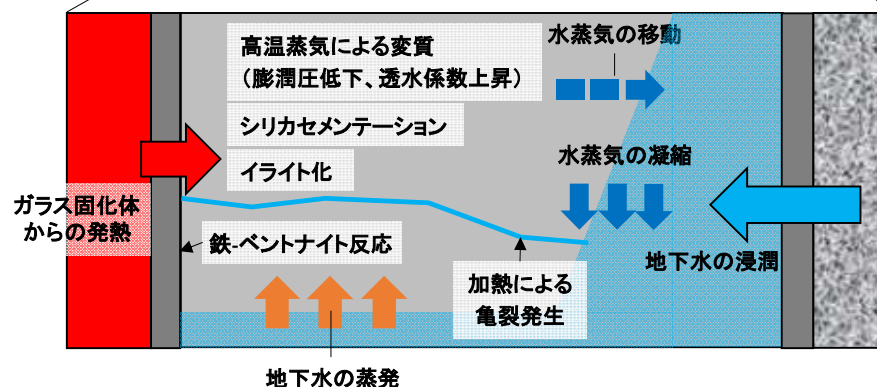 高温蒸気による変質
(膨潤圧低下、透水係数上昇)
水蒸気の移動
シリカセメンテーション
イライト化
水蒸気の凝縮
ガラス固化体
からの発熱
鉄-ベントナイト反応
加熱による
亀裂発生
地下水の浸潤
地下水の蒸発